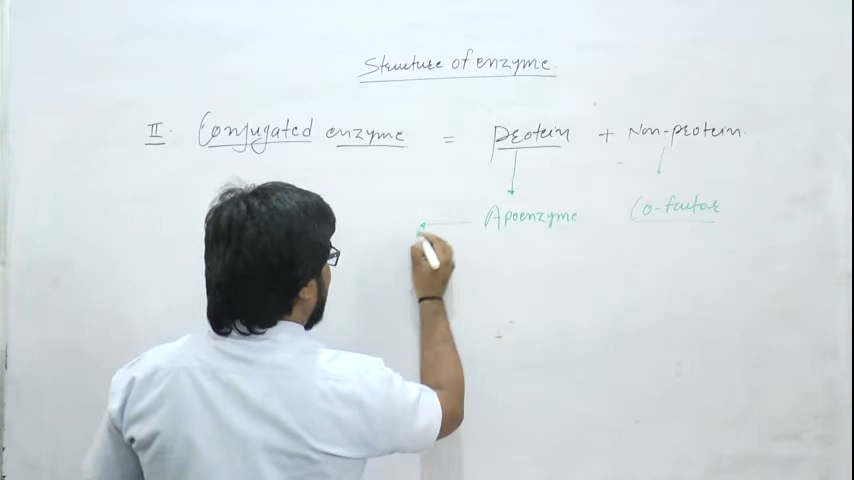 Structure of enzyme.
II. Conjugated enzyme = Protein + Non-protein.
Apoenzyme Co-factor